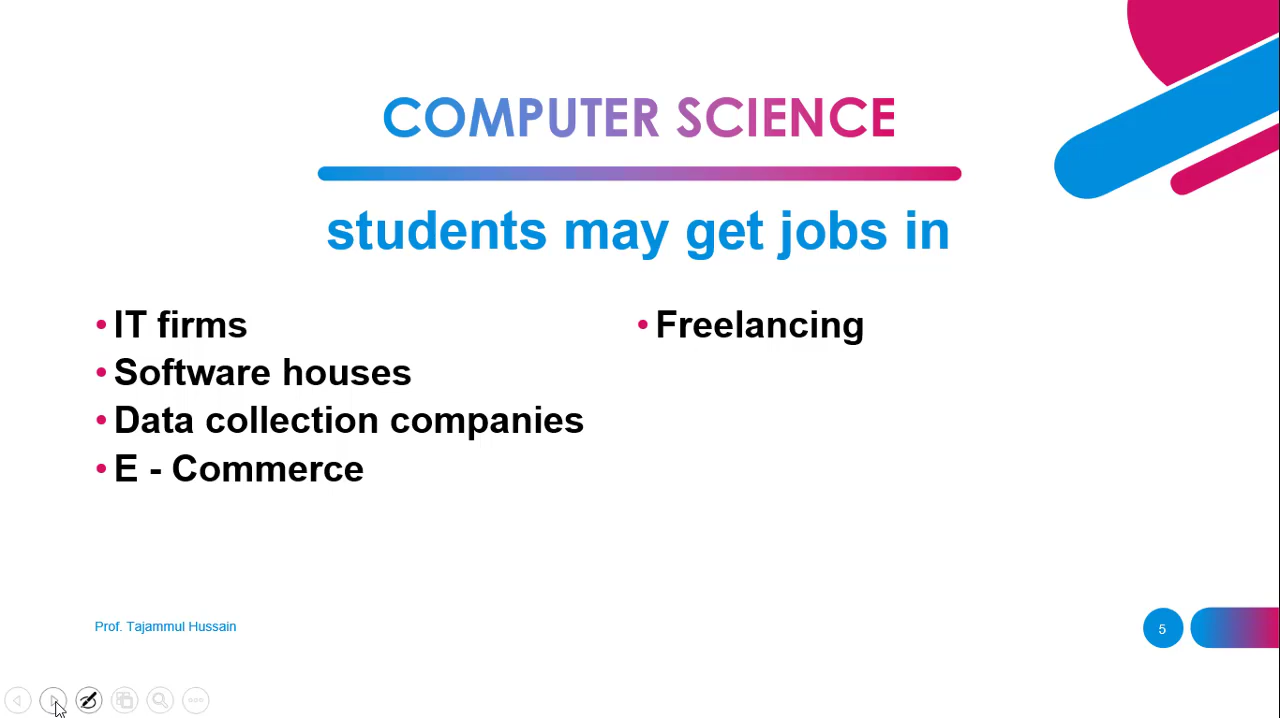 COMPUTER SCIENCE
students may get jobs in
• IT firms
• Software houses
• Data collection companies
• E - Commerce
• Freelancing
Prof. Tajammul Hussain
5